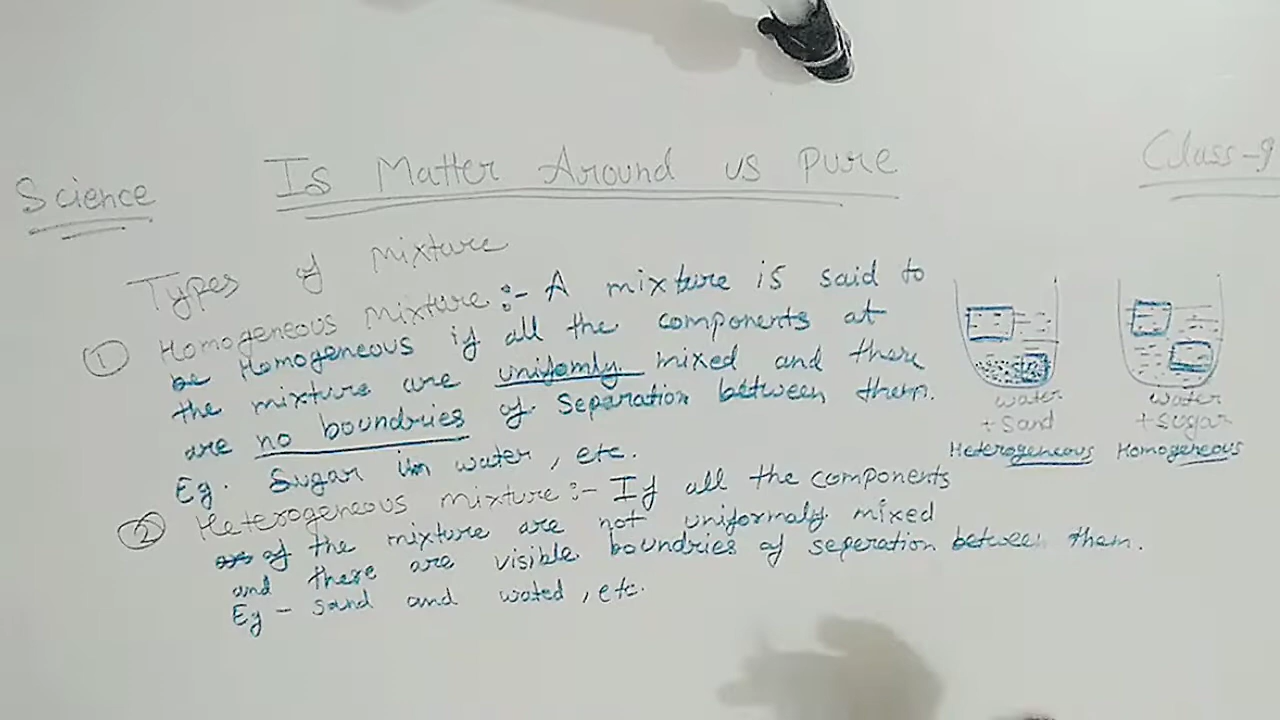 Science Is Matter Around us Pure Class-9
Types of mixture
① Homogeneous mixture :- A mixture is said to
be Homogeneous if all the components at
the mixture are unifomly mixed and there
are no boundries of separation between them.
Eg. Sugar in water, etc.
② Heterogeneous mixture :- If all the components
of the mixture are not uniformaly mixed
and there are visible boundries of seperation between them.
Eg - sand and wated, etc.
water
+ Sand
Heterogeneous
water
+ Sugar
Homogeneous